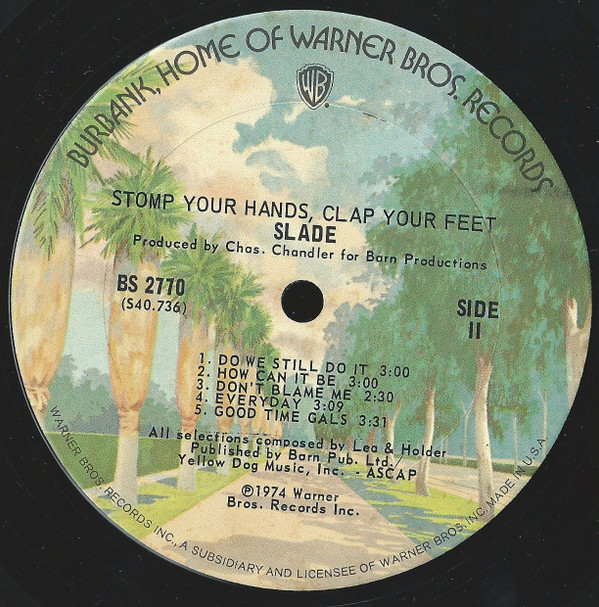 BURBANK, HOME OF WARNER BROS. RECORDS
WB
STOMP YOUR HANDS, CLAP YOUR FEET
SLADE
Produced by Chas. Chandler for Barn Productions
BS 2770
(S40.736)
SIDE
II
1. DO WE STILL DO IT 3:00
2. HOW CAN IT BE 3:00
3. DON'T BLAME ME 2:30
4. EVERYDAY 3:09
5. GOOD TIME GALS 3:31
All selections composed by Lea & Holder
Published by Barn Pub. Ltd./
Yellow Dog Music, Inc. - ASCAP
℗1974 Warner
Bros. Records Inc.
WARNER BROS. RECORDS INC., A SUBSIDIARY AND LICENSEE OF WARNER BROS. INC. MADE IN U.S.A